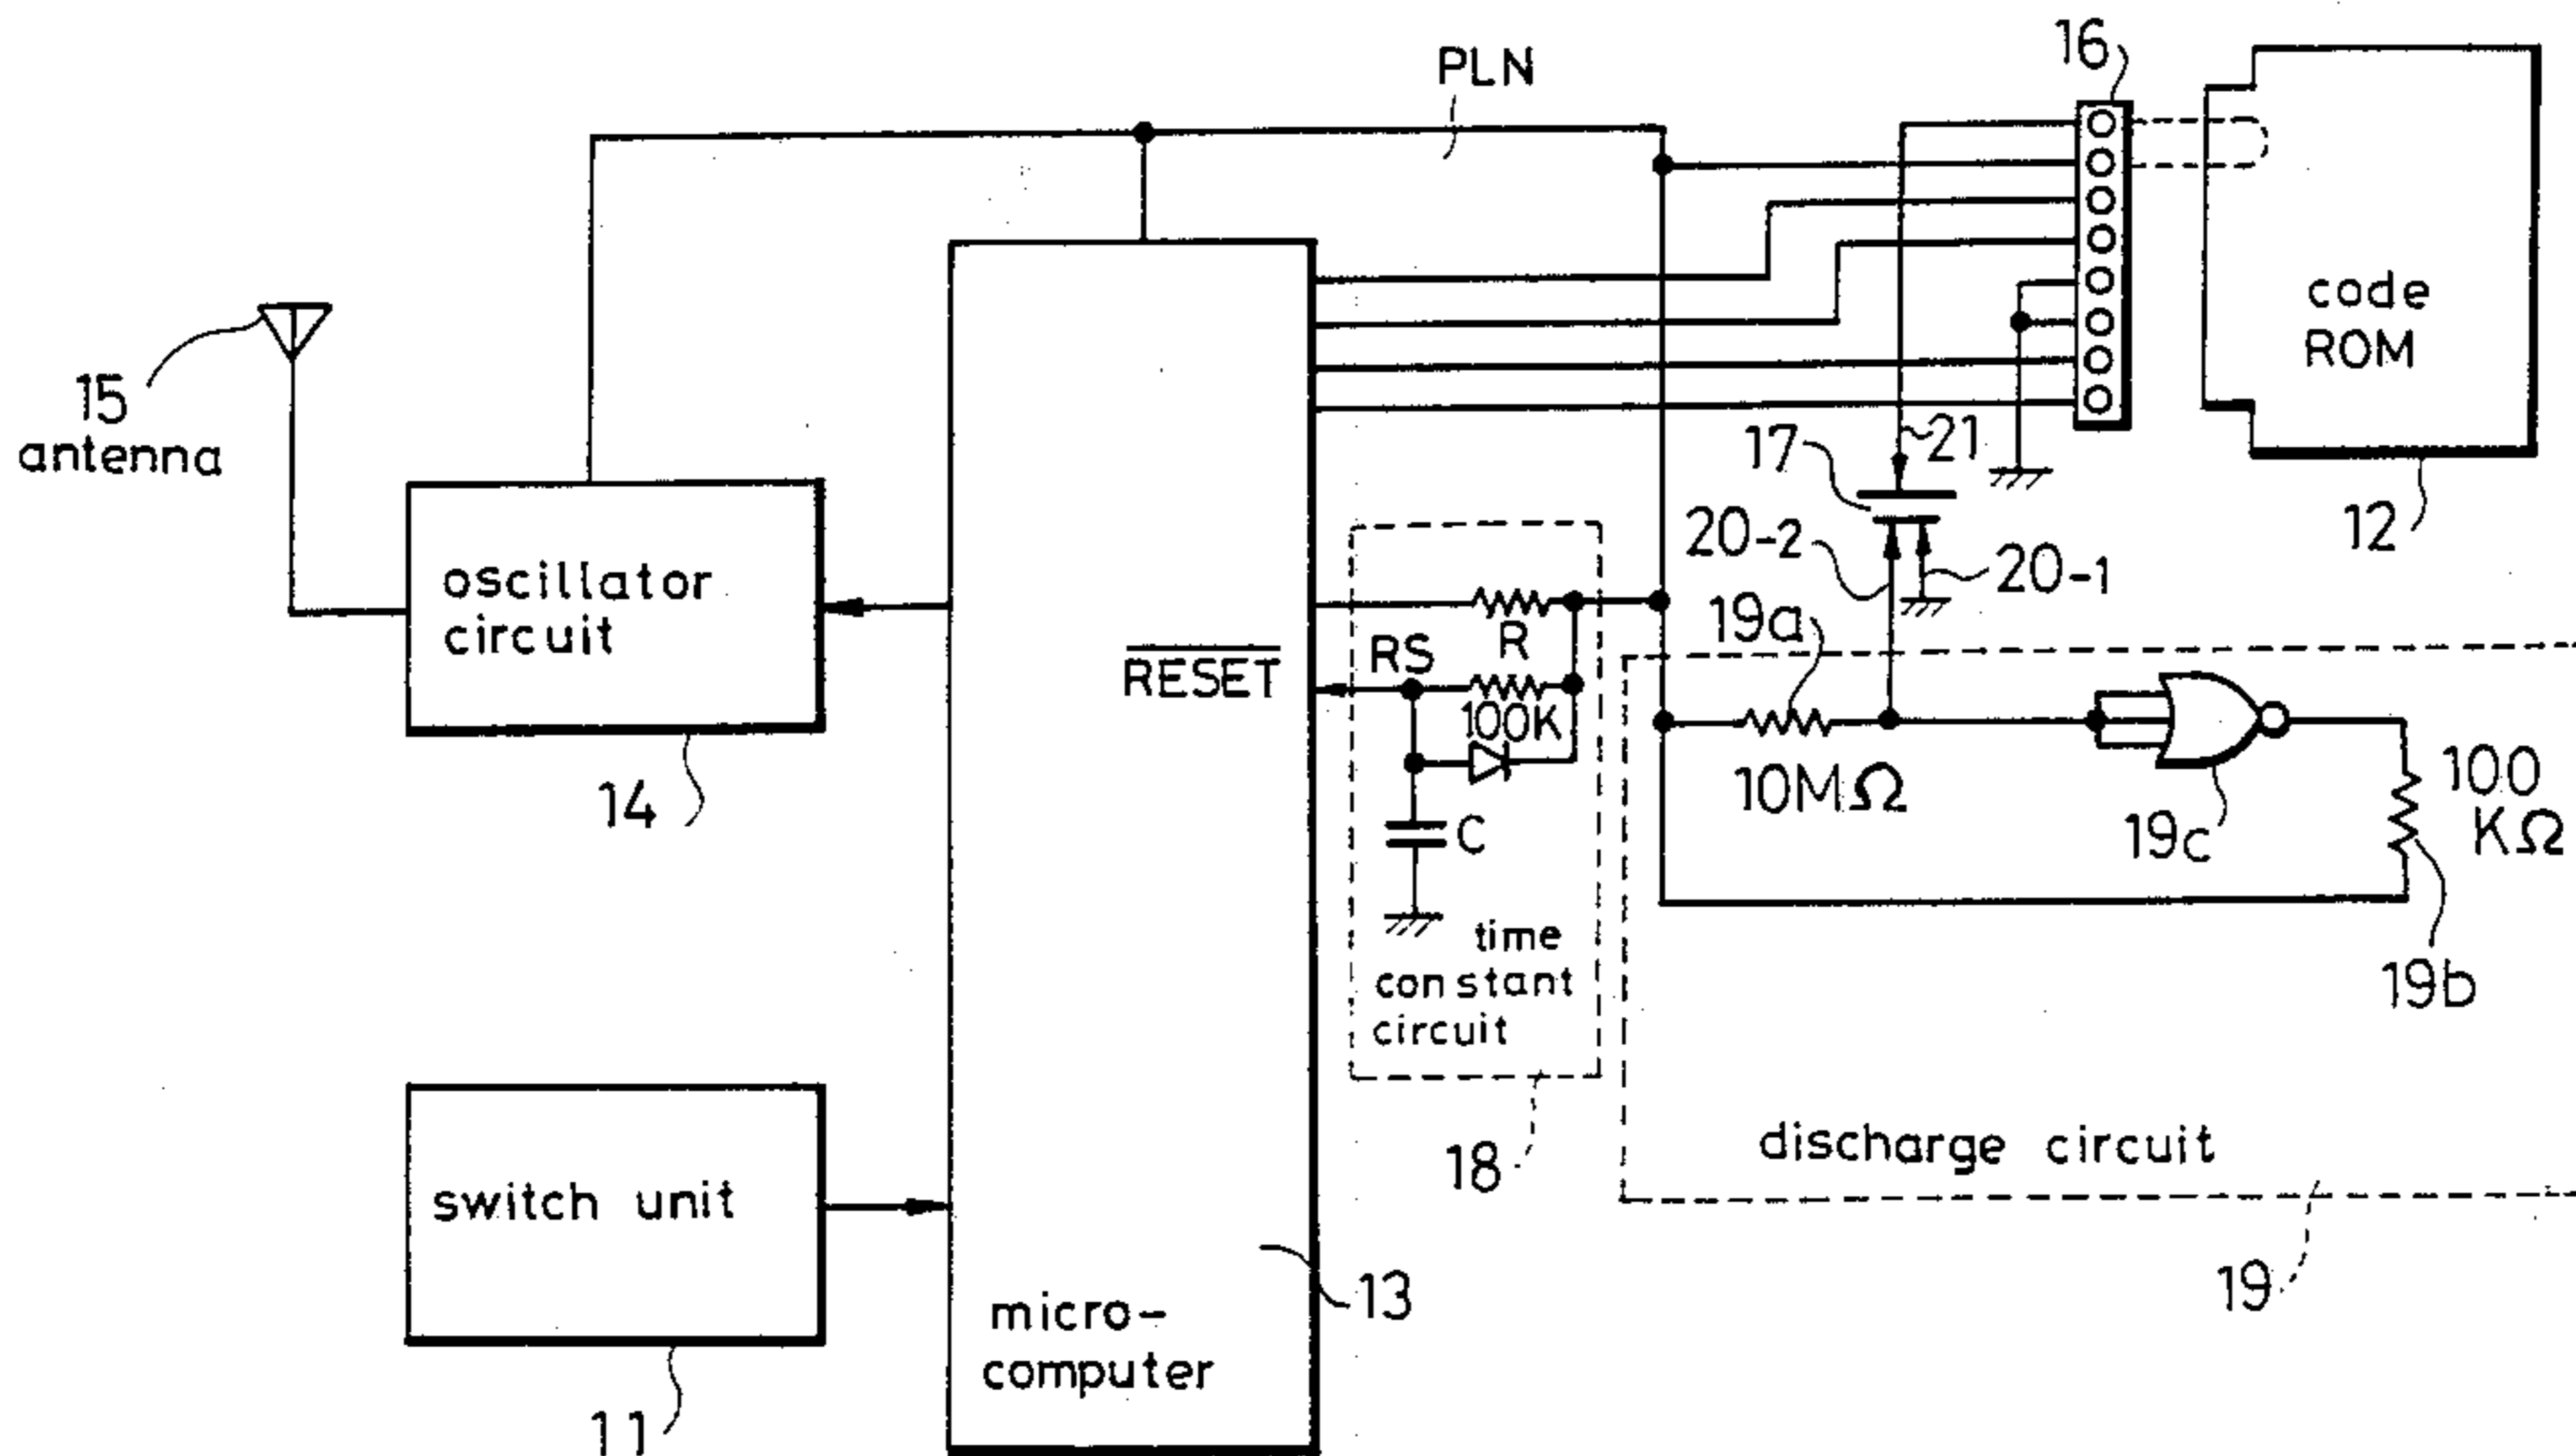 PLN
16
code
ROM
12
15
antenna
21
17
20-2
20-1
oscillator
circuit
14
RESET
RS
R
100K
C
time
constant
circuit
18
19a
10MΩ
19c
100
KΩ
19b
discharge circuit
19
switch unit
11
micro-
computer
13